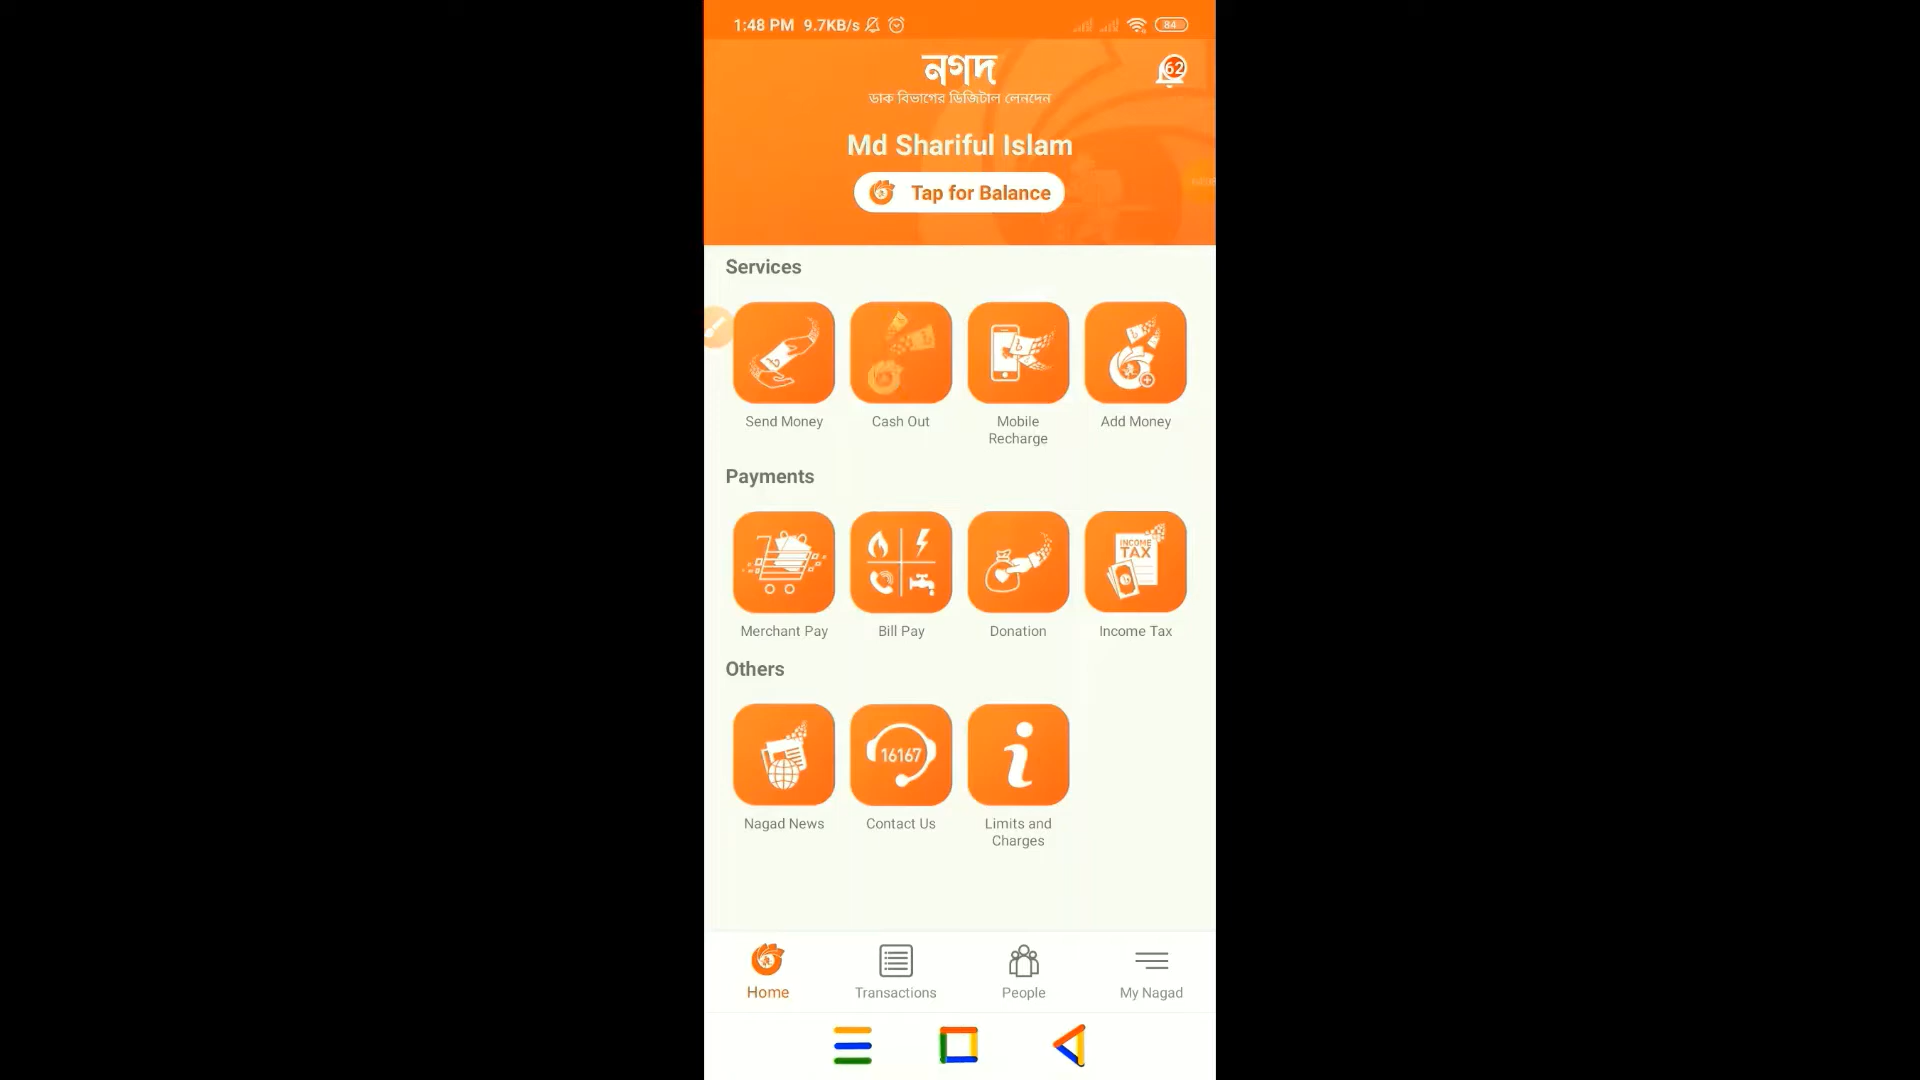 1:48 PM 9.7KB/s 84
নগদ
62
ডাক বিভাগের ডিজিটাল লেনদেন
Md Shariful Islam
Tap for Balance
Services
Send Money Cash Out Mobile Recharge Add Money
Payments
INCOME TAX
Merchant Pay Bill Pay Donation Income Tax
Others
16167
Nagad News Contact Us Limits and Charges
Home Transactions People My Nagad